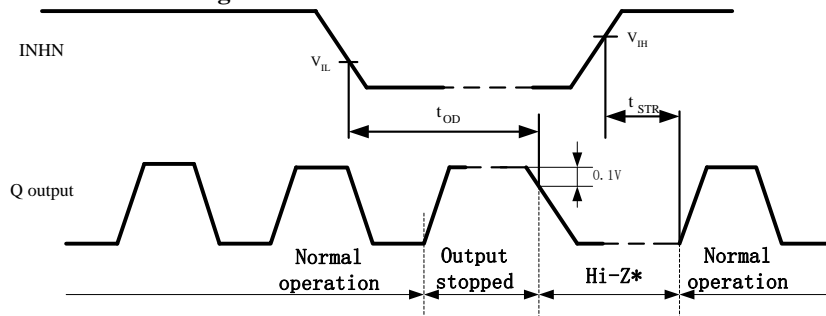 g
INHN
V_IL
V_IH
t_OD
t_STR
Q output
0.1V
Normal
operation
Output
stopped
Hi-Z*
Normal
operation